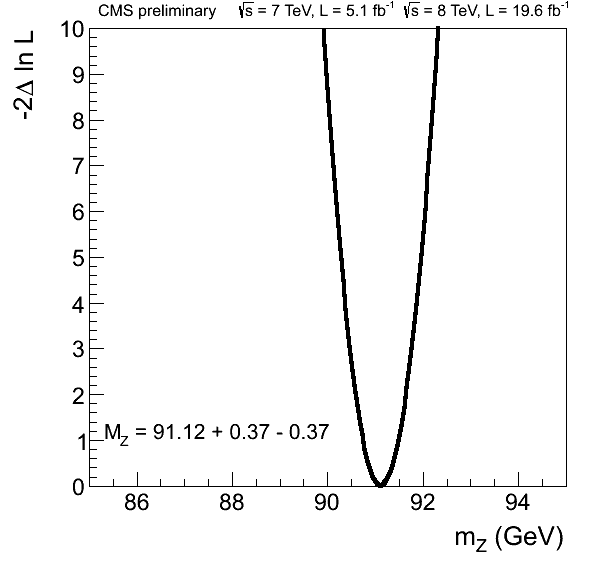 CMS preliminary √s = 7 TeV, L = 5.1 fb⁻¹ √s = 8 TeV, L = 19.6 fb⁻¹
-2Δ ln L
10
9
8
7
6
5
4
3
2
1
0
M_Z = 91.12 + 0.37 - 0.37
86 88 90 92 94
m_Z (GeV)